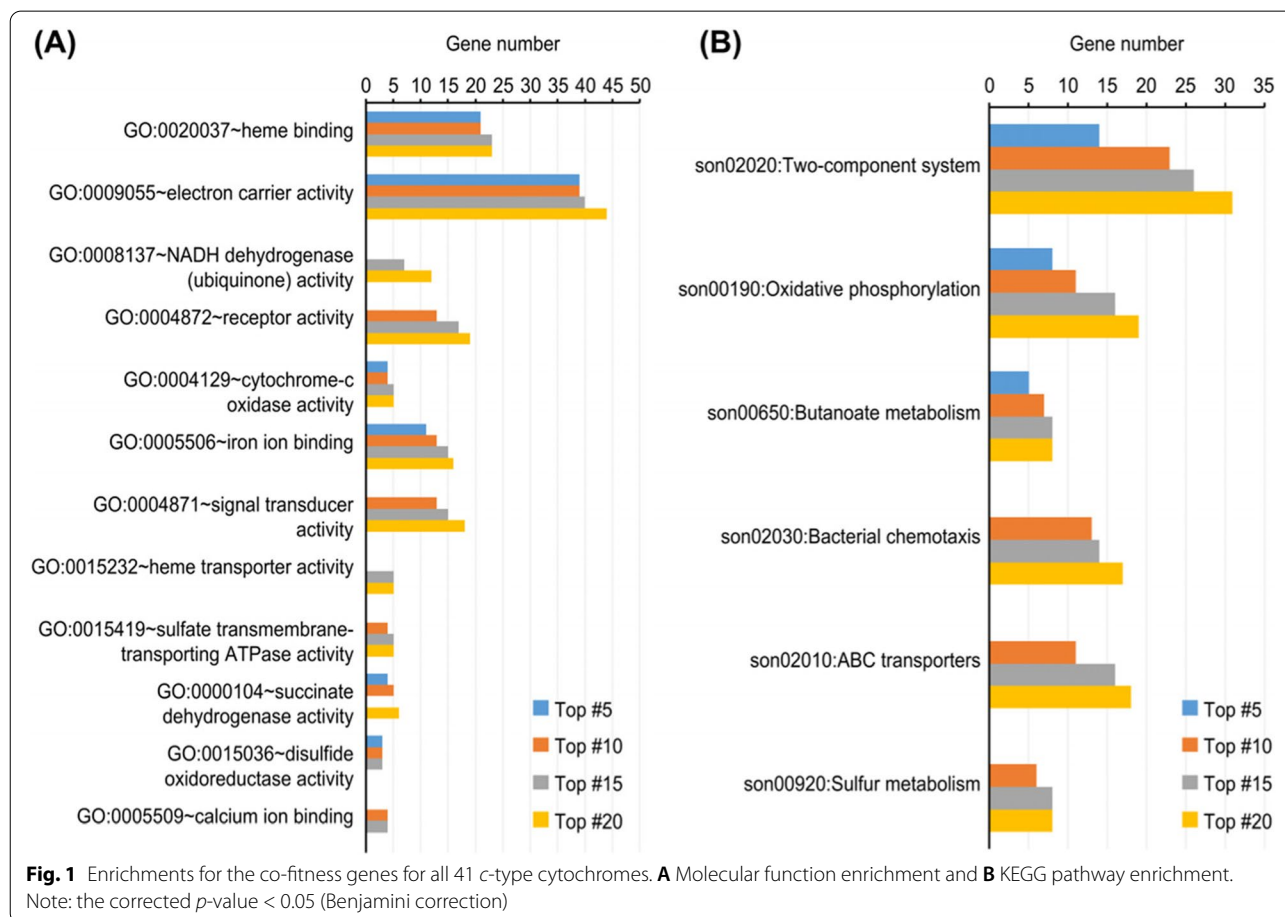 (A)
Gene number
0 5 10 15 20 25 30 35 40 45 50
GO:0020037~heme binding
GO:0009055~electron carrier activity
GO:0008137~NADH dehydrogenase
(ubiquinone) activity
GO:0004872~receptor activity
GO:0004129~cytochrome-c
oxidase activity
GO:0005506~iron ion binding
GO:0004871~signal transducer
activity
GO:0015232~heme transporter activity
GO:0015419~sulfate transmembrane-
transporting ATPase activity
GO:0000104~succinate
dehydrogenase activity
GO:0015036~disulfide
oxidoreductase activity
GO:0005509~calcium ion binding
Top #5
Top #10
Top #15
Top #20
(B)
Gene number
0 5 10 15 20 25 30 35
son02020:Two-component system
son00190:Oxidative phosphorylation
son00650:Butanoate metabolism
son02030:Bacterial chemotaxis
son02010:ABC transporters
son00920:Sulfur metabolism
Top #5
Top #10
Top #15
Top #20
Fig. 1 Enrichments for the co-fitness genes for all 41 c-type cytochromes. A Molecular function enrichment and B KEGG pathway enrichment.
Note: the corrected p-value < 0.05 (Benjamini correction)